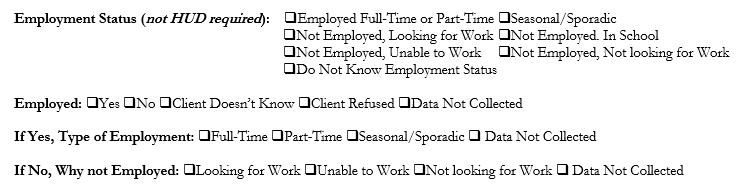 Employment Status (not HUD required): ❑Employed Full-Time or Part-Time ❑Seasonal/Sporadic
❑Not Employed, Looking for Work ❑Not Employed. In School
❑Not Employed, Unable to Work ❑Not Employed, Not looking for Work
❑Do Not Know Employment Status
Employed: ❑Yes ❑No ❑Client Doesn't Know ❑Client Refused ❑Data Not Collected
If Yes, Type of Employment: ❑Full-Time ❑Part-Time ❑Seasonal/Sporadic ❑ Data Not Collected
If No, Why not Employed: ❑Looking for Work ❑Unable to Work ❑Not looking for Work ❑ Data Not Collected